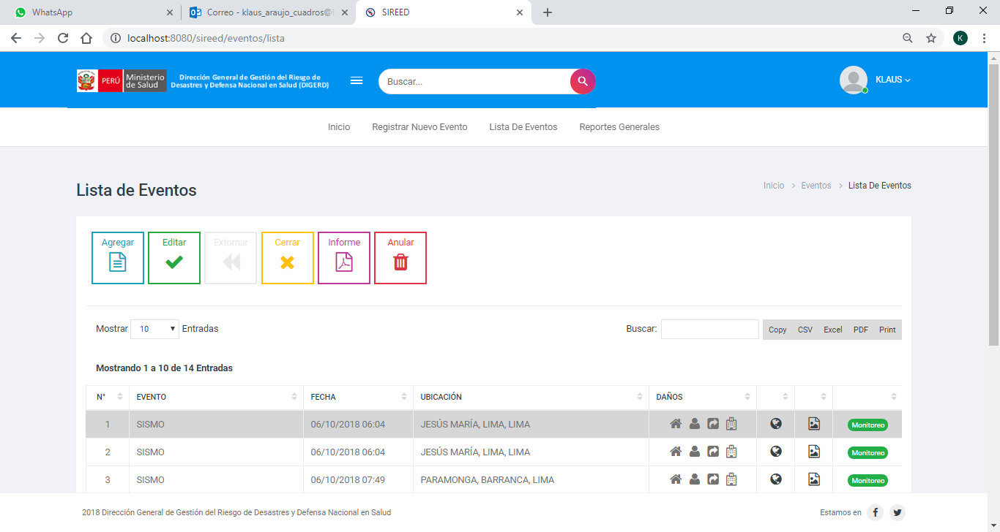 WhatsApp
Correo - klaus_araujo_cuadros@
SIREED
localhost:8080/sireed/eventos/lista
K
PERÚ
Ministerio
de Salud
Dirección General de Gestión del Riesgo de
Desastres y Defensa Nacional en Salud (DIGERD)
Buscar...
KLAUS
Inicio Registrar Nuevo Evento Lista De Eventos Reportes Generales
Lista de Eventos
Inicio > Eventos > Lista De Eventos
Agregar Editar Extornar Cerrar Informe Anular
Mostrar 10 Entradas
Buscar:
Copy CSV Excel PDF Print
Mostrando 1 a 10 de 14 Entradas
N° EVENTO FECHA UBICACIÓN DAÑOS
1 SISMO 06/10/2018 06:04 JESÚS MARÍA, LIMA, LIMA Monitoreo
2 SISMO 06/10/2018 06:04 JESÚS MARÍA, LIMA, LIMA Monitoreo
3 SISMO 06/10/2018 07:49 PARAMONGA, BARRANCA, LIMA Monitoreo
2018 Dirección General de Gestión del Riesgo de Desastres y Defensa Nacional en Salud
Estamos en